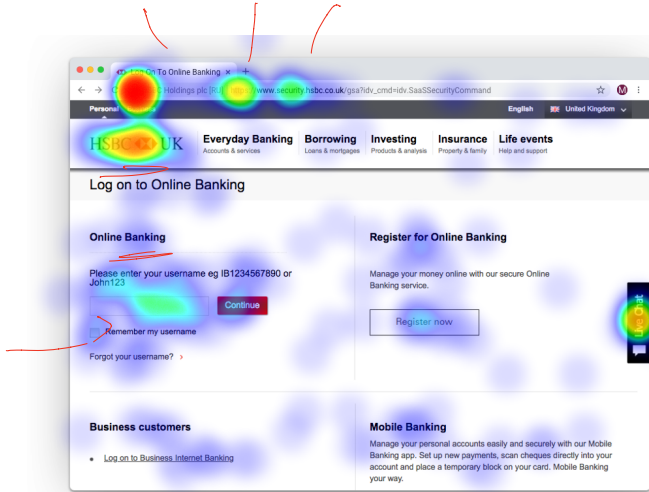 Log On To Online Banking × +
Holdings plc [RU] https://www.security.hsbc.co.uk/gsa?idv_cmd=idv.SaaSSecurityCommand M
Personal English United Kingdom
HSBC UK
Everyday Banking Borrowing Investing Insurance Life events
Accounts & services Loans & mortgages Products & analysis Property & family Help and support
Log on to Online Banking
Online Banking
Please enter your username eg IB1234567890 or
John123
Continue
Remember my username
Forgot your username? ›
Register for Online Banking
Manage your money online with our secure Online
Banking service.
Register now
Live Chat
Business customers
Log on to Business Internet Banking
Mobile Banking
Manage your personal accounts easily and securely with our Mobile
Banking app. Set up new payments, scan cheques directly into your
account and place a temporary block on your card. Mobile Banking
your way.